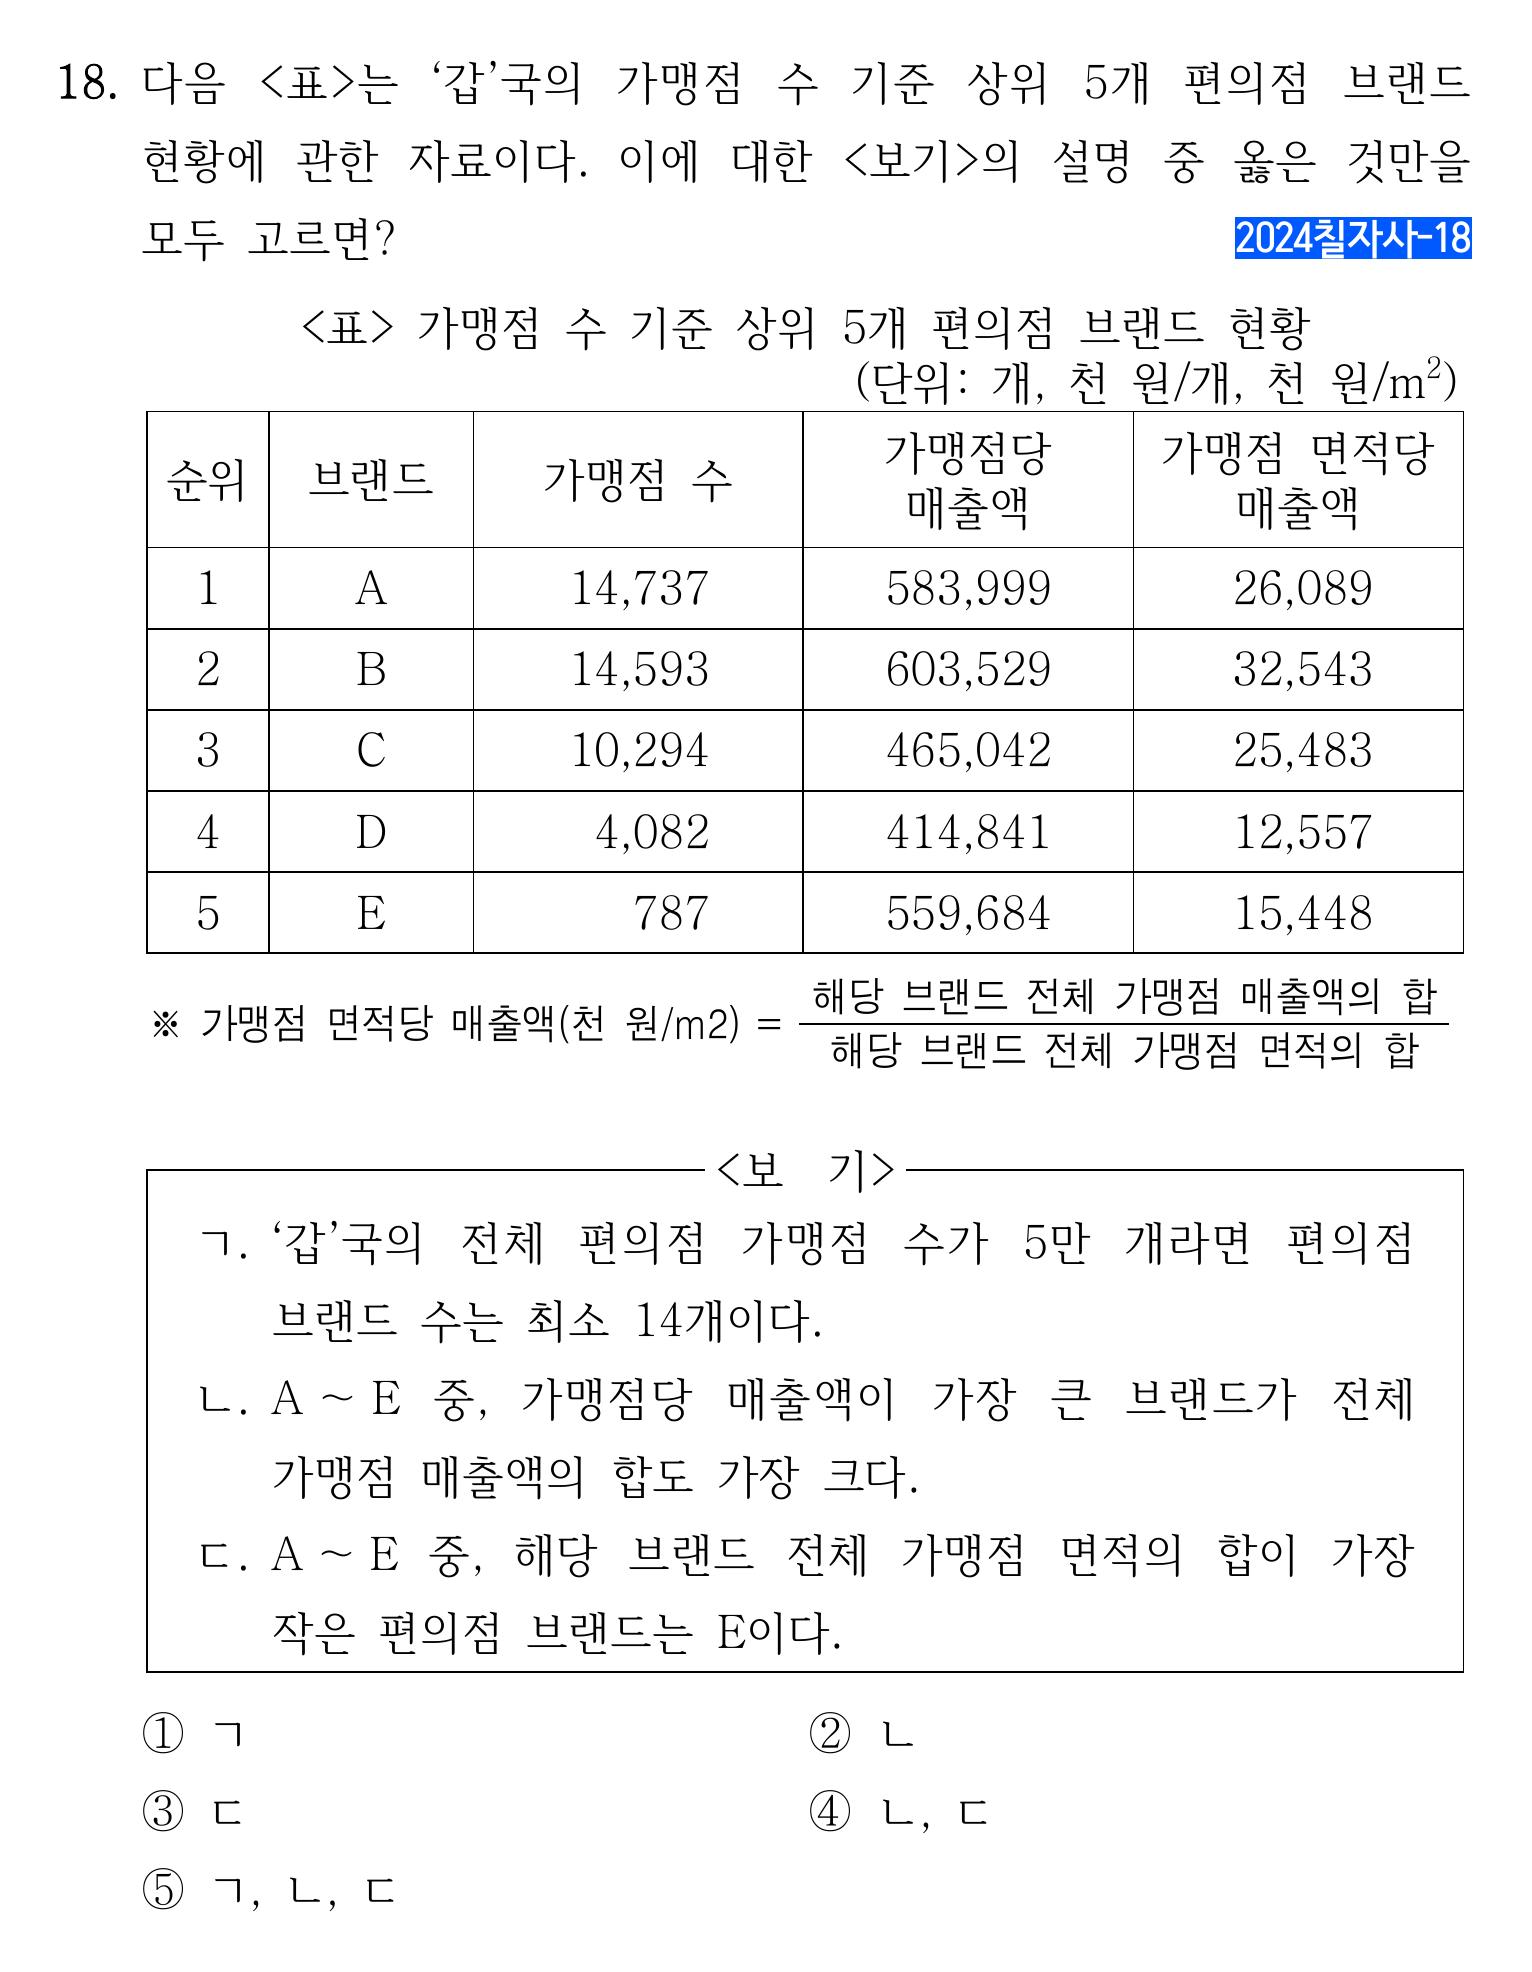 18. 다음 <표>는 ‘갑’국의 가맹점 수 기준 상위 5개 편의점 브랜드
현황에 관한 자료이다. 이에 대한 <보기>의 설명 중 옳은 것만을
모두 고르면?
2024칠자사-18
<표> 가맹점 수 기준 상위 5개 편의점 브랜드 현황
(단위: 개, 천 원/개, 천 원/m²)
순위 브랜드 가맹점 수 가맹점당 매출액 가맹점 면적당 매출액
1 A 14,737 583,999 26,089
2 B 14,593 603,529 32,543
3 C 10,294 465,042 25,483
4 D 4,082 414,841 12,557
5 E 787 559,684 15,448
※ 가맹점 면적당 매출액(천 원/m2) = 해당 브랜드 전체 가맹점 매출액의 합
해당 브랜드 전체 가맹점 면적의 합
<보 기>
ㄱ. ‘갑’국의 전체 편의점 가맹점 수가 5만 개라면 편의점
브랜드 수는 최소 14개이다.
ㄴ. A ~ E 중, 가맹점당 매출액이 가장 큰 브랜드가 전체
가맹점 매출액의 합도 가장 크다.
ㄷ. A ~ E 중, 해당 브랜드 전체 가맹점 면적의 합이 가장
작은 편의점 브랜드는 E이다.
① ㄱ ② ㄴ
③ ㄷ ④ ㄴ, ㄷ
⑤ ㄱ, ㄴ, ㄷ